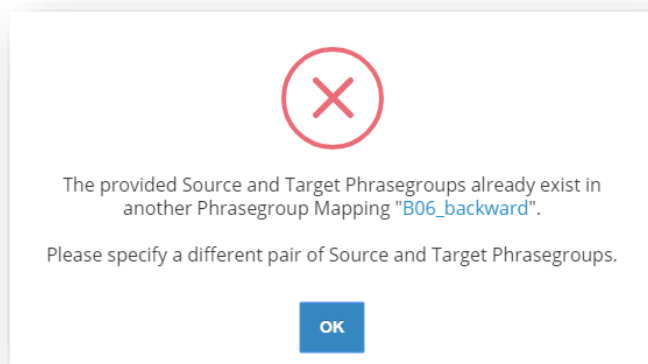 The provided Source and Target Phrasegroups already exist in
another Phrasegroup Mapping "B06_backward".
Please specify a different pair of Source and Target Phrasegroups.
OK